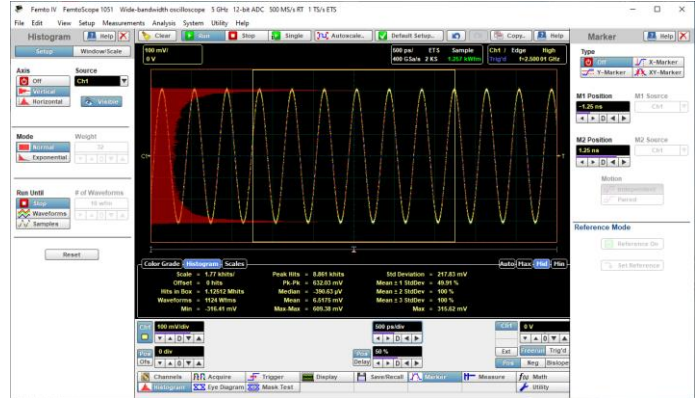 Femto IV FemtoScope 1051 Wide-bandwidth oscilloscope 5 GHz 12-bit ADC 500 MS/s RT 1 TS/s ETS
File View Setup Measurements Analysis System Utility Help
Histogram Help X
Clear Run Stop Single Autoscale.. Default Setup.. Copy.. Help
Marker Help X
Setup Window/Scale
100 mV/
0 V
500 ps/ ETS Sample
400 GSa/s 2 KS 1.257 kWfm
Ch1 / Edge High
Trig'd f=2.50001 GHz
Axis Source
Off Ch1
Vertical
Horizontal Visible
Mode Weight
Normal 32
Exponential
Run Until # of Waveforms
Stop
Waveforms
Samples
Reset
Type
Off X-Marker
Y-Marker XY-Marker
M1 Position M1 Source
-1.25 ns Ch1
M2 Position M2 Source
1.25 ns Ch1
Motion
Independent
Paired
Reference Mode
Reference On
Set Reference
Color Grade Histogram Scales
Auto Max Mid Min
Scale = 1.77 khits/ Peak Hits = 8.861 khits Std Deviation = 217.83 mV
Offset = 0 hits Pk-Pk = 632.03 mV Mean ± 1 StdDev = 49.91 %
Hits in Box = 1.12512 Mhits Median = -390.63 µV Mean ± 2 StdDev = 100 %
Waveforms = 1124 Wfms Mean = 6.6175 mV Mean ± 3 StdDev = 100 %
Min = -316.41 mV Max-Max = 609.38 mV Max = 315.62 mV
Ch1 100 mV/div
Pos 0 div
Ofs
500 ps/div
Pos 50 %
Delay
Ch1 0 V
Ext Freerun Trig'd
Pos Neg Bislope
Channels Acquire Trigger Display Save/Recall Marker Measure Math
Histogram Eye Diagram Mask Test Utility